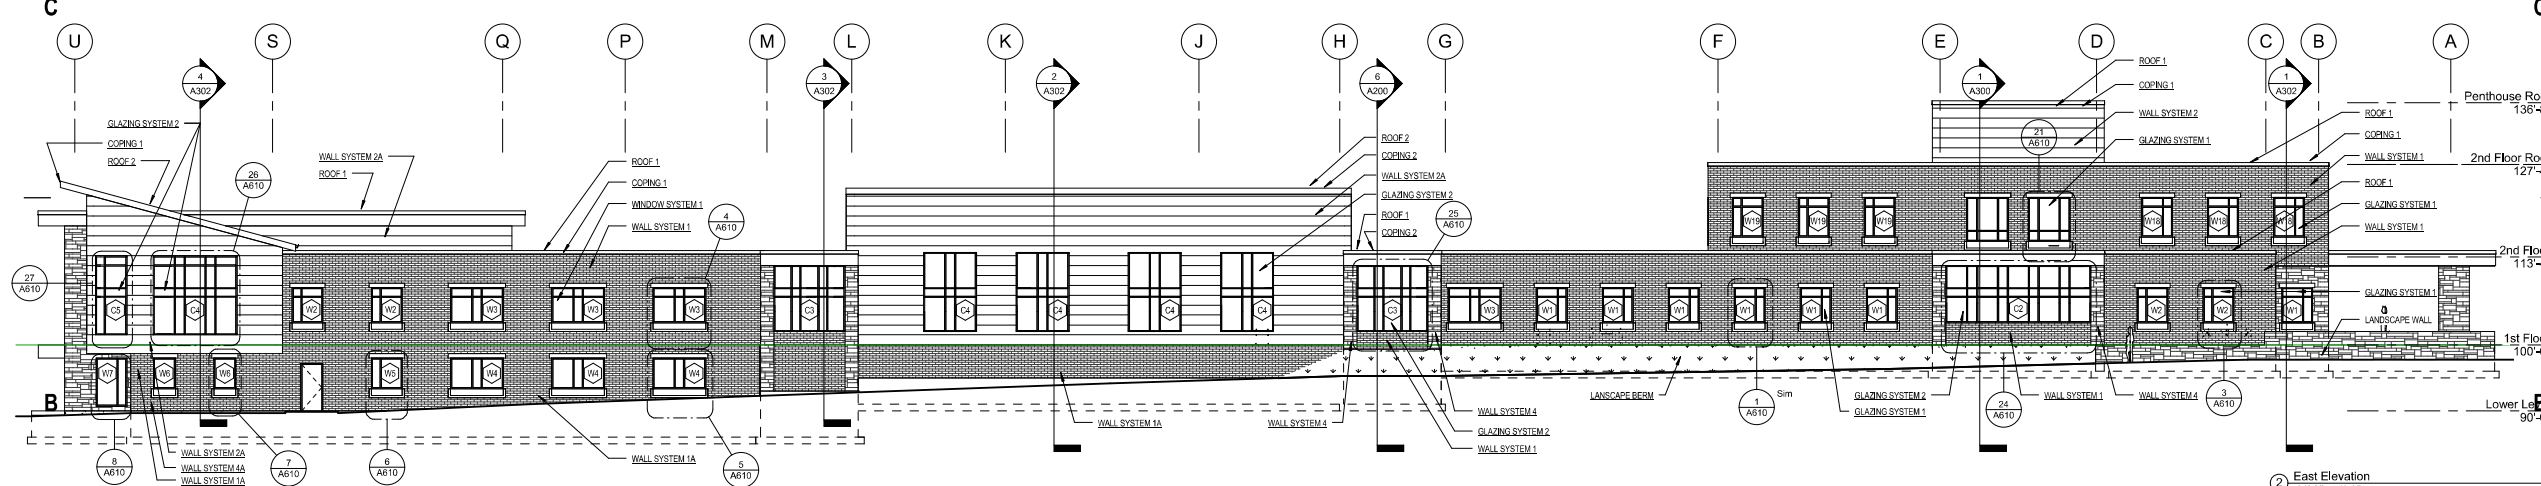 C
U
S
Q
P
M
L
K
J
H
G
F
E
D
C
B
A
4
A302
3
A302
2
A302
6
A200
1
A300
1
A302
ROOF 1
COPING 1
WALL SYSTEM 2
GLAZING SYSTEM 1
Penthouse Ro
136'-
ROOF 1
COPING 1
WALL SYSTEM 1
ROOF 1
GLAZING SYSTEM 1
WALL SYSTEM 1
2nd Floor Ro
127'-
GLAZING SYSTEM 2
COPING 1
ROOF 2
WALL SYSTEM 2A
ROOF 1
26
A610
ROOF 1
COPING 1
WINDOW SYSTEM 1
WALL SYSTEM 1
4
A610
ROOF 2
COPING 2
WALL SYSTEM 2A
GLAZING SYSTEM 2
ROOF 1
COPING 2
25
A610
21
A610
W19
W19
W19
W18
W18
W18
2nd Floo
113'-
27
A610
C5
C4
W2
W2
W3
W3
W3
C3
C4
C4
C4
C4
C3
W3
W1
W1
W1
W1
W1
W1
C2
W2
W2
W1
GLAZING SYSTEM 1
LANDSCAPE WALL
1st Floo
100'-
W7
W6
W6
W5
W4
W4
W4
B
LANSCAPE BERM
1
A610
Sim
GLAZING SYSTEM 2
GLAZING SYSTEM 1
24
A610
WALL SYSTEM 1
WALL SYSTEM 4
3
A610
Lower Le
90'-
WALL SYSTEM 1A
WALL SYSTEM 4
WALL SYSTEM 4
GLAZING SYSTEM 2
WALL SYSTEM 1
8
A610
WALL SYSTEM 2A
WALL SYSTEM 4A
WALL SYSTEM 1A
7
A610
6
A610
WALL SYSTEM 1A
5
A610
2
East Elevation